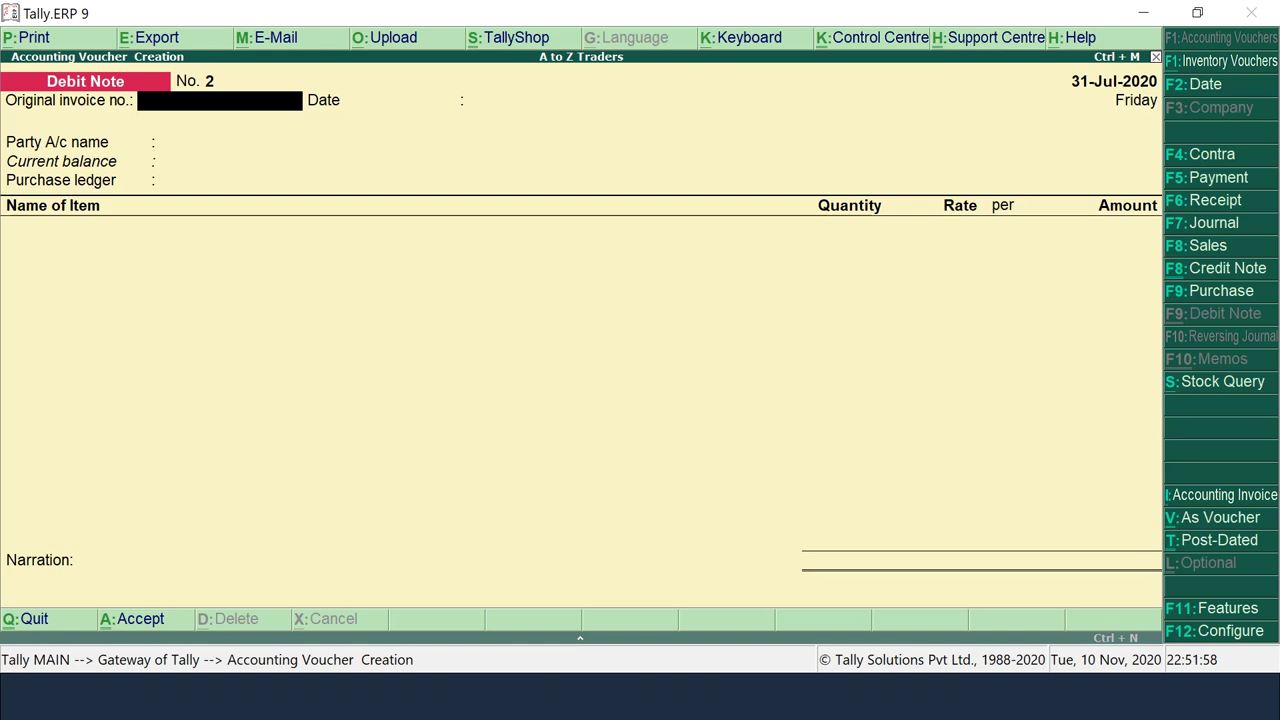 Tally.ERP 9
P: Print E: Export M: E-Mail O: Upload S: TallyShop G: Language K: Keyboard K: Control Centre H: Support Centre H: Help
Accounting Voucher Creation A to Z Traders Ctrl + M
Debit Note No. 2 31-Jul-2020
Original invoice no.: Date : Friday
Party A/c name :
Current balance :
Purchase ledger :
Name of Item Quantity Rate per Amount
Narration:
F1: Accounting Vouchers
F1: Inventory Vouchers
F2: Date
F3: Company
F4: Contra
F5: Payment
F6: Receipt
F7: Journal
F8: Sales
F8: Credit Note
F9: Purchase
F9: Debit Note
F10: Reversing Journal
F10: Memos
S: Stock Query
I: Accounting Invoice
V: As Voucher
T: Post-Dated
L: Optional
F11: Features
F12: Configure
Q: Quit A: Accept D: Delete X: Cancel
Ctrl + N
Tally MAIN --> Gateway of Tally --> Accounting Voucher Creation © Tally Solutions Pvt Ltd., 1988-2020 Tue, 10 Nov, 2020 22:51:58